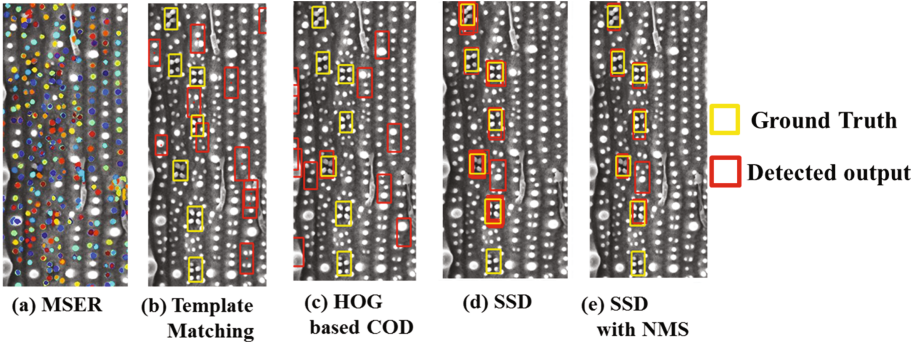 Ground Truth
Detected output
(a) MSER
(b) Template
Matching
(c) HOG
based COD
(d) SSD
(e) SSD
with NMS